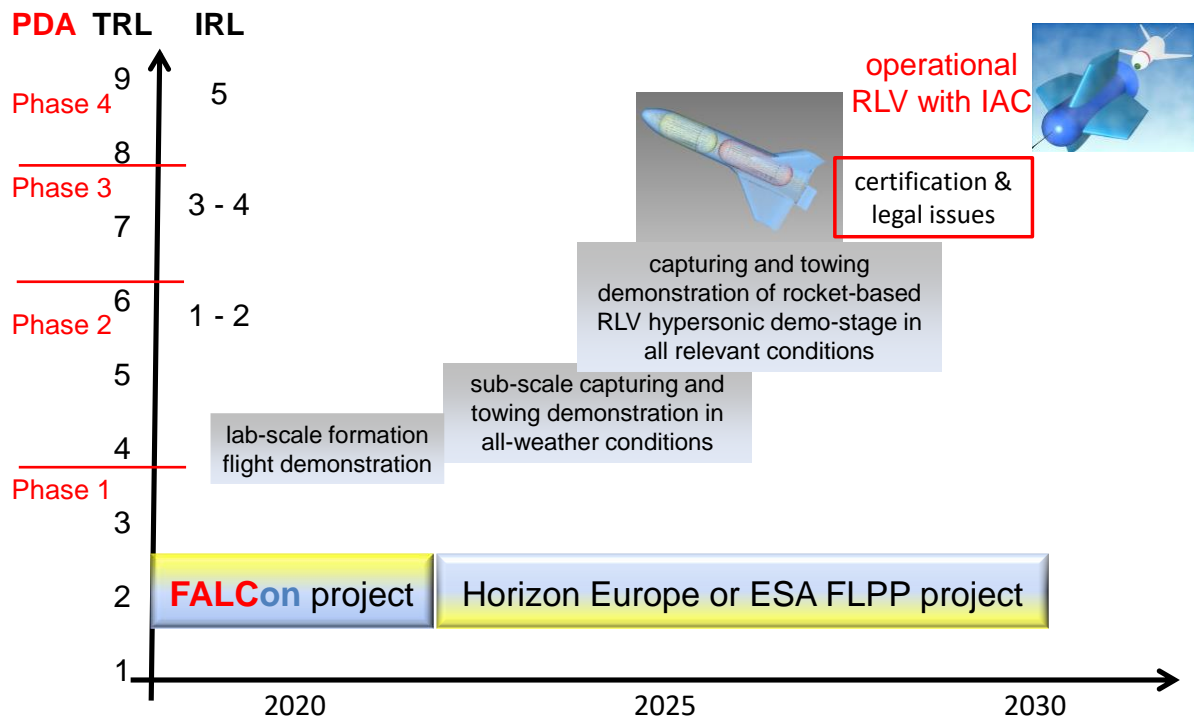 PDA TRL IRL
9
5
Phase 4
8
Phase 3
3 - 4
7
6
1 - 2
Phase 2
5
4
Phase 1
3
2
1
operational
RLV with IAC
certification &
legal issues
capturing and towing
demonstration of rocket-based
RLV hypersonic demo-stage in
all relevant conditions
sub-scale capturing and
towing demonstration in
all-weather conditions
lab-scale formation
flight demonstration
FALCon project
Horizon Europe or ESA FLPP project
2020 2025 2030